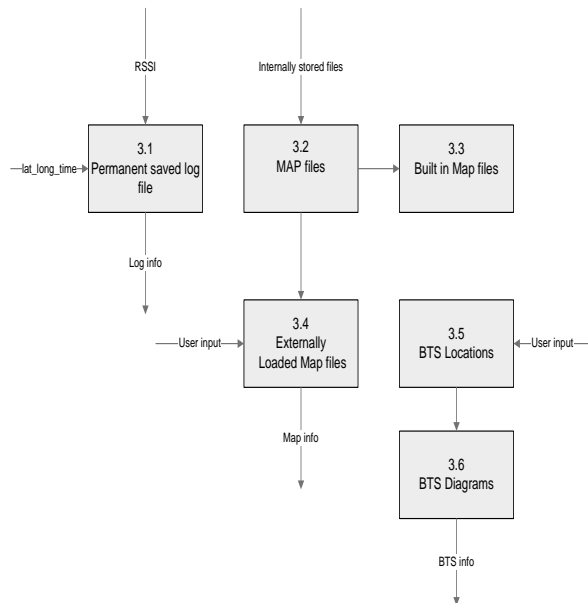 RSSI
Internally stored files
3.1
Permanent saved log
file
lat_long_time
3.2
MAP files
3.3
Built in Map files
Log info
User input
3.4
Externally
Loaded Map files
3.5
BTS Locations
User input
Map info
3.6
BTS Diagrams
BTS info